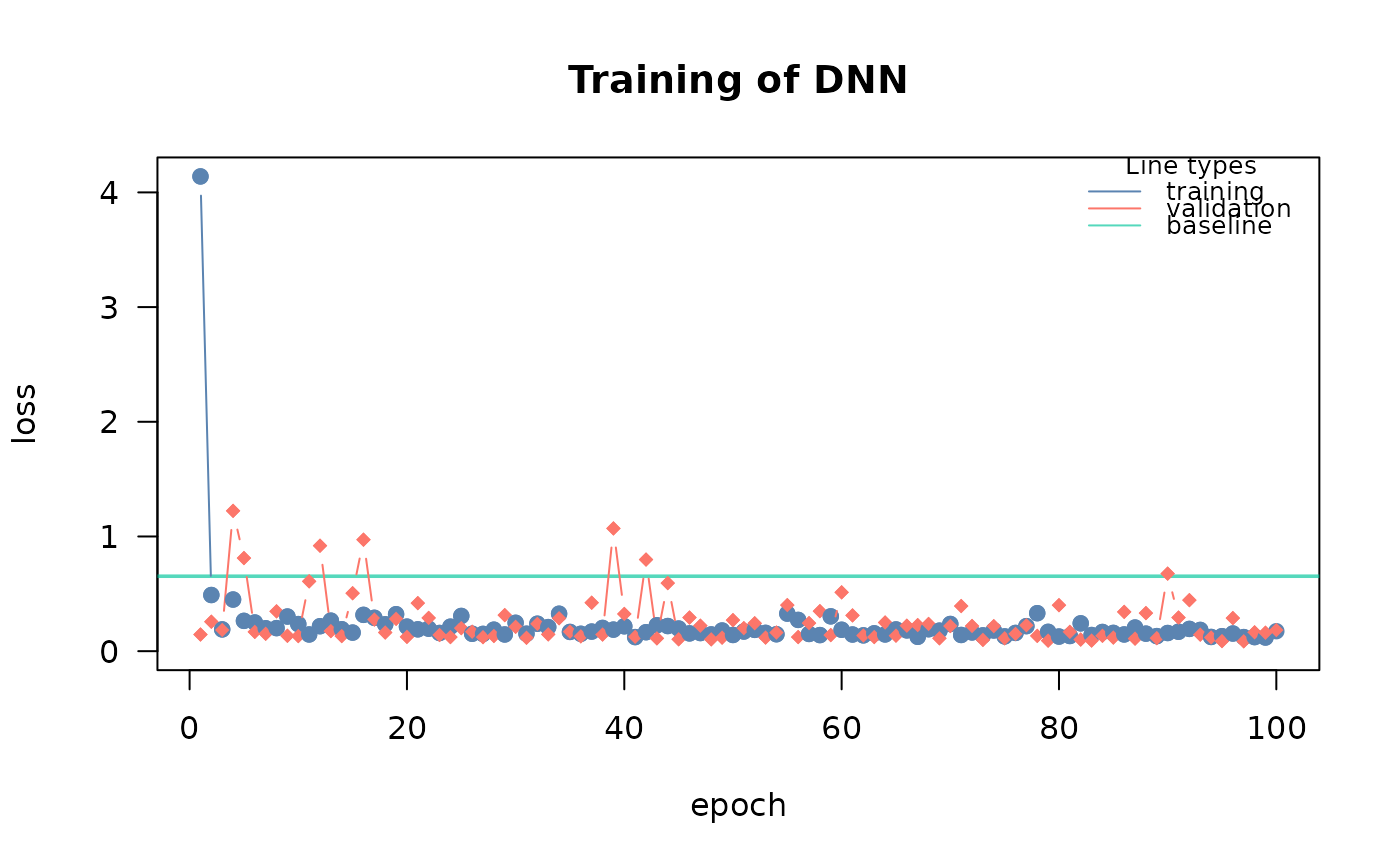 Training of DNN
Line types
training
validation
baseline
loss
4
3
2
1
0
0 20 40 60 80 100
epoch